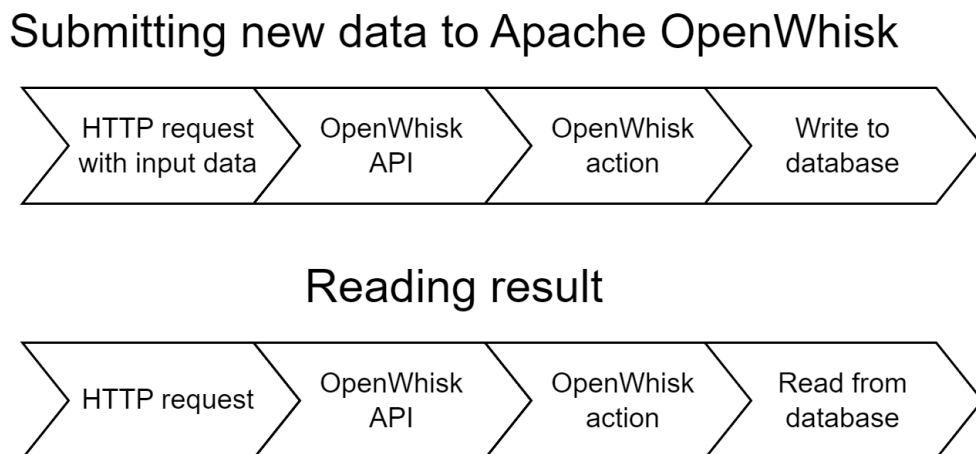 Submitting new data to Apache OpenWhisk
HTTP request
with input data
OpenWhisk
API
OpenWhisk
action
Write to
database
Reading result
HTTP request
OpenWhisk
API
OpenWhisk
action
Read from
database